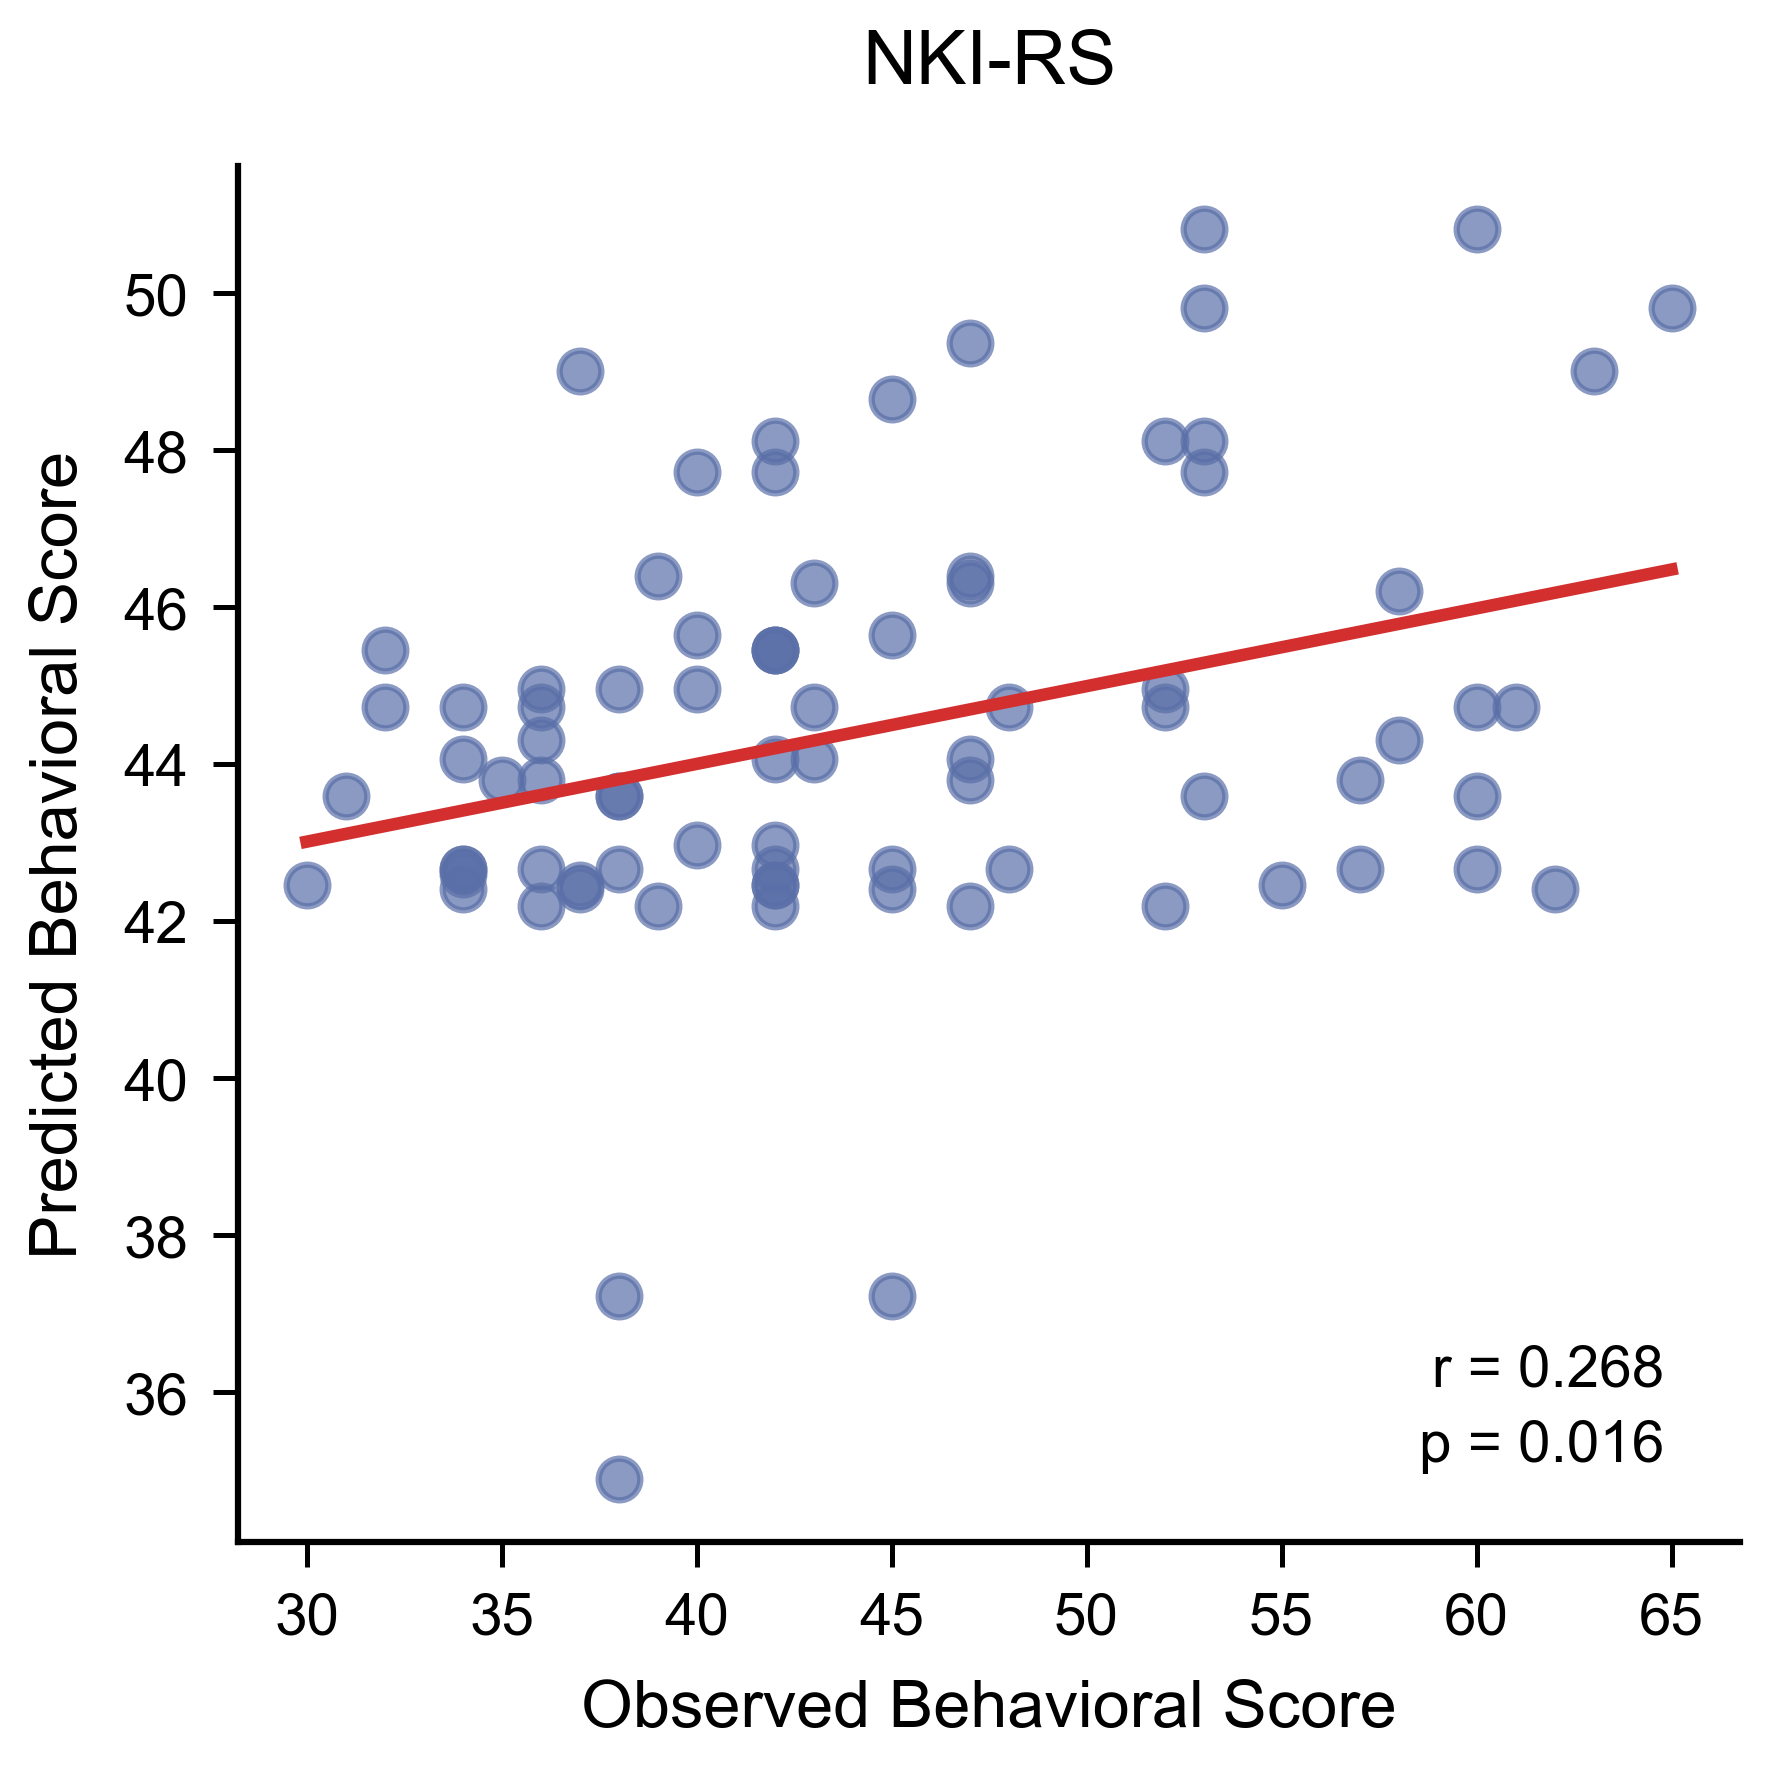 NKI-RS
Predicted Behavioral Score
50
48
46
44
42
40
38
36
r = 0.268
p = 0.016
30 35 40 45 50 55 60 65
Observed Behavioral Score